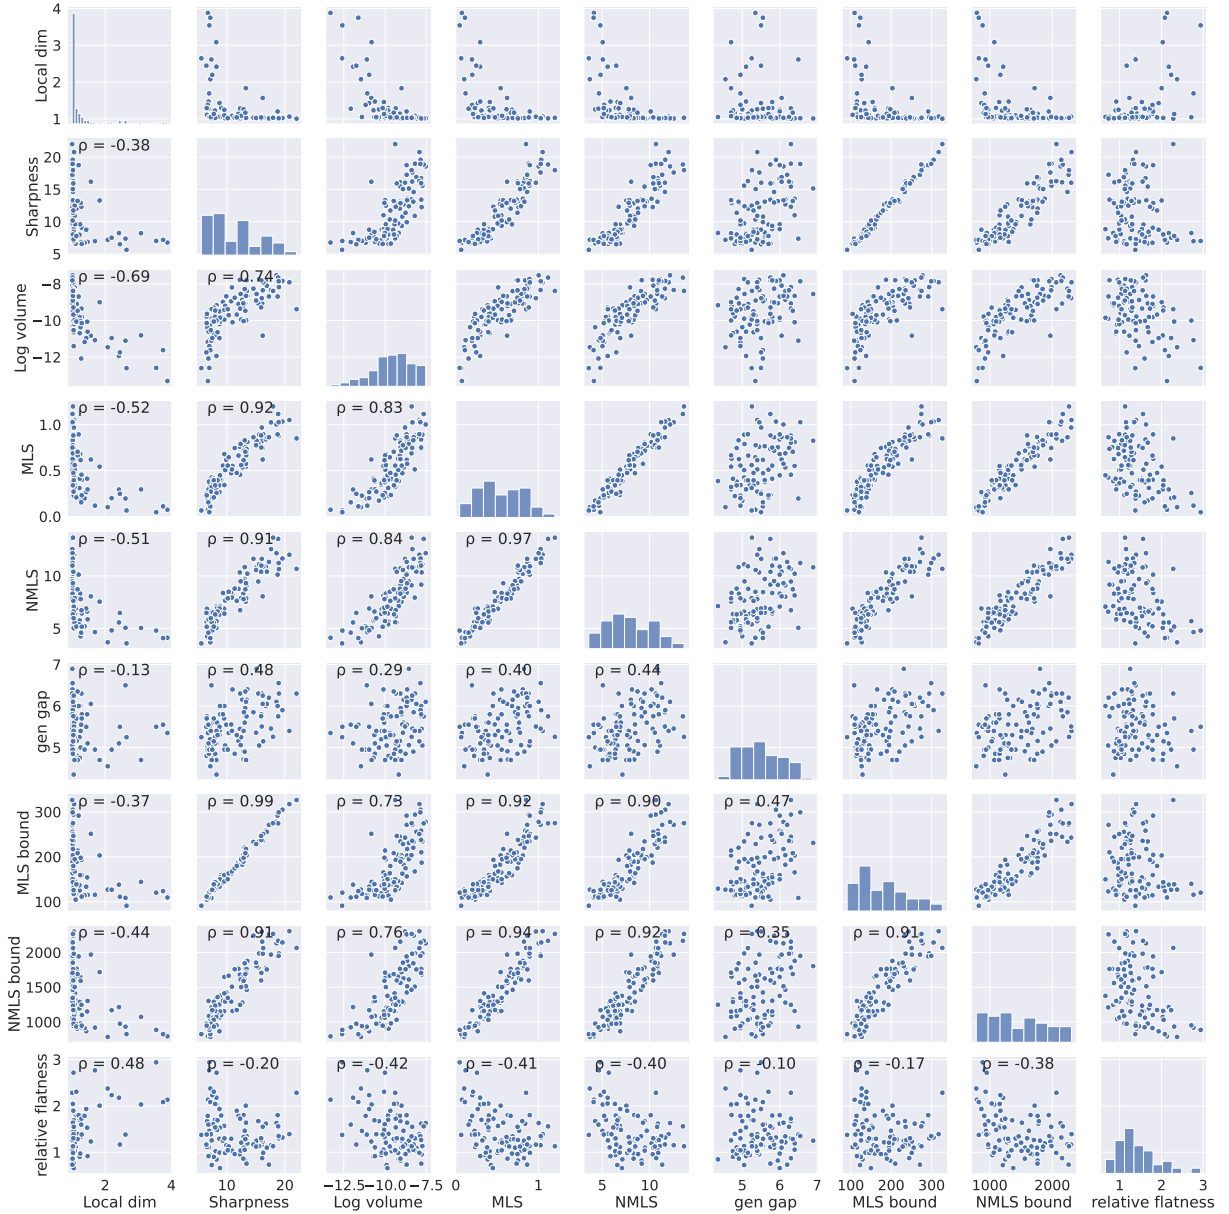 4
3
2
1
Local dim
ρ = -0.38
20
15
10
5
Sharpness
ρ = -0.69
ρ = 0.74
−8
−10
−12
Log volume
ρ = -0.52
ρ = 0.92
ρ = 0.83
1.0
0.5
0.0
MLS
ρ = -0.51
ρ = 0.91
ρ = 0.84
ρ = 0.97
10
5
NMLS
ρ = -0.13
ρ = 0.48
ρ = 0.29
ρ = 0.40
ρ = 0.44
7
6
5
gen gap
ρ = -0.37
ρ = 0.99
ρ = 0.73
ρ = 0.92
ρ = 0.90
ρ = 0.47
300
200
100
MLS bound
ρ = -0.44
ρ = 0.91
ρ = 0.76
ρ = 0.94
ρ = 0.92
ρ = 0.35
ρ = 0.91
2000
1500
1000
NMLS bound
ρ = 0.48
ρ = -0.20
ρ = -0.42
ρ = -0.41
ρ = -0.40
ρ = -0.10
ρ = -0.17
ρ = -0.38
3
2
1
relative flatness
2 4
10 20
−12.5 −10.0 −7.5
0 1
5 10
5 6 7
100 200 300
1000 2000
1 2 3
Local dim
Sharpness
Log volume
MLS
NMLS
gen gap
MLS bound
NMLS bound
relative flatness